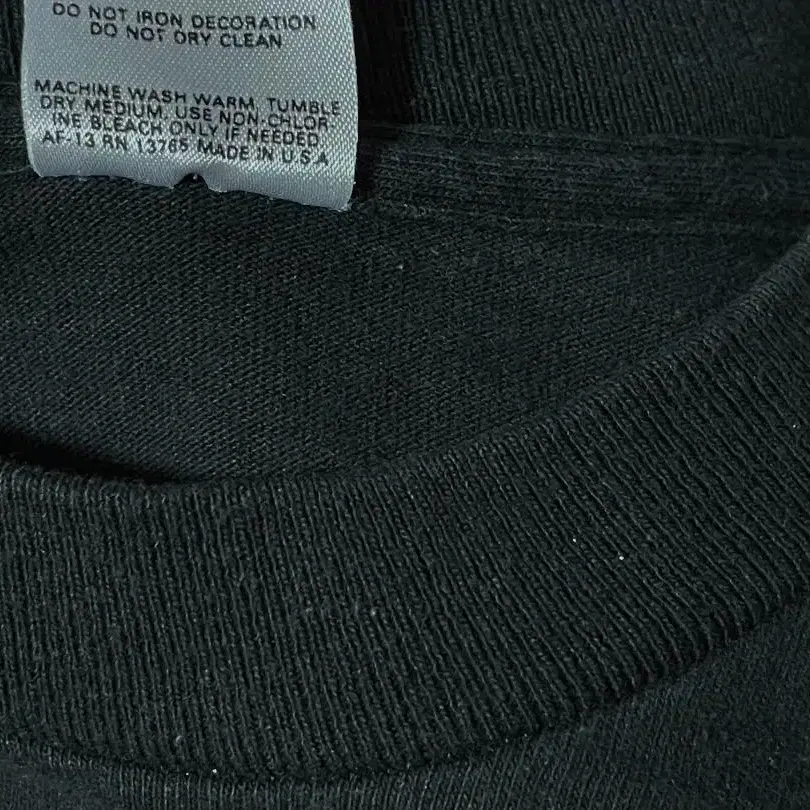 DO NOT IRON DECORATION
DO NOT DRY CLEAN
MACHINE WASH WARM, TUMBLE
DRY MEDIUM. USE NON-CHLOR
INE BLEACH ONLY IF NEEDED.
AF-13 RN 13765 MADE IN U.S.A